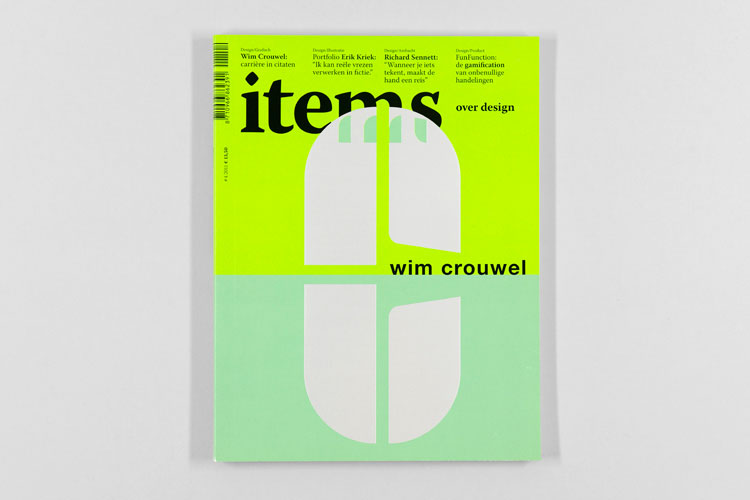 Design/Grafisch
Wim Crouwel:
carrière in citaten
Design/Illustratie
Portfolio Erik Kriek:
"Ik kan reële vrezen
verwerken in fictie."
Design/Ambacht
Richard Sennett:
"Wanneer je iets
tekent, maakt de
hand een reis"
Design/Product
FunFunction:
de gamification
van onbenullige
handelingen
items
over design
wim crouwel